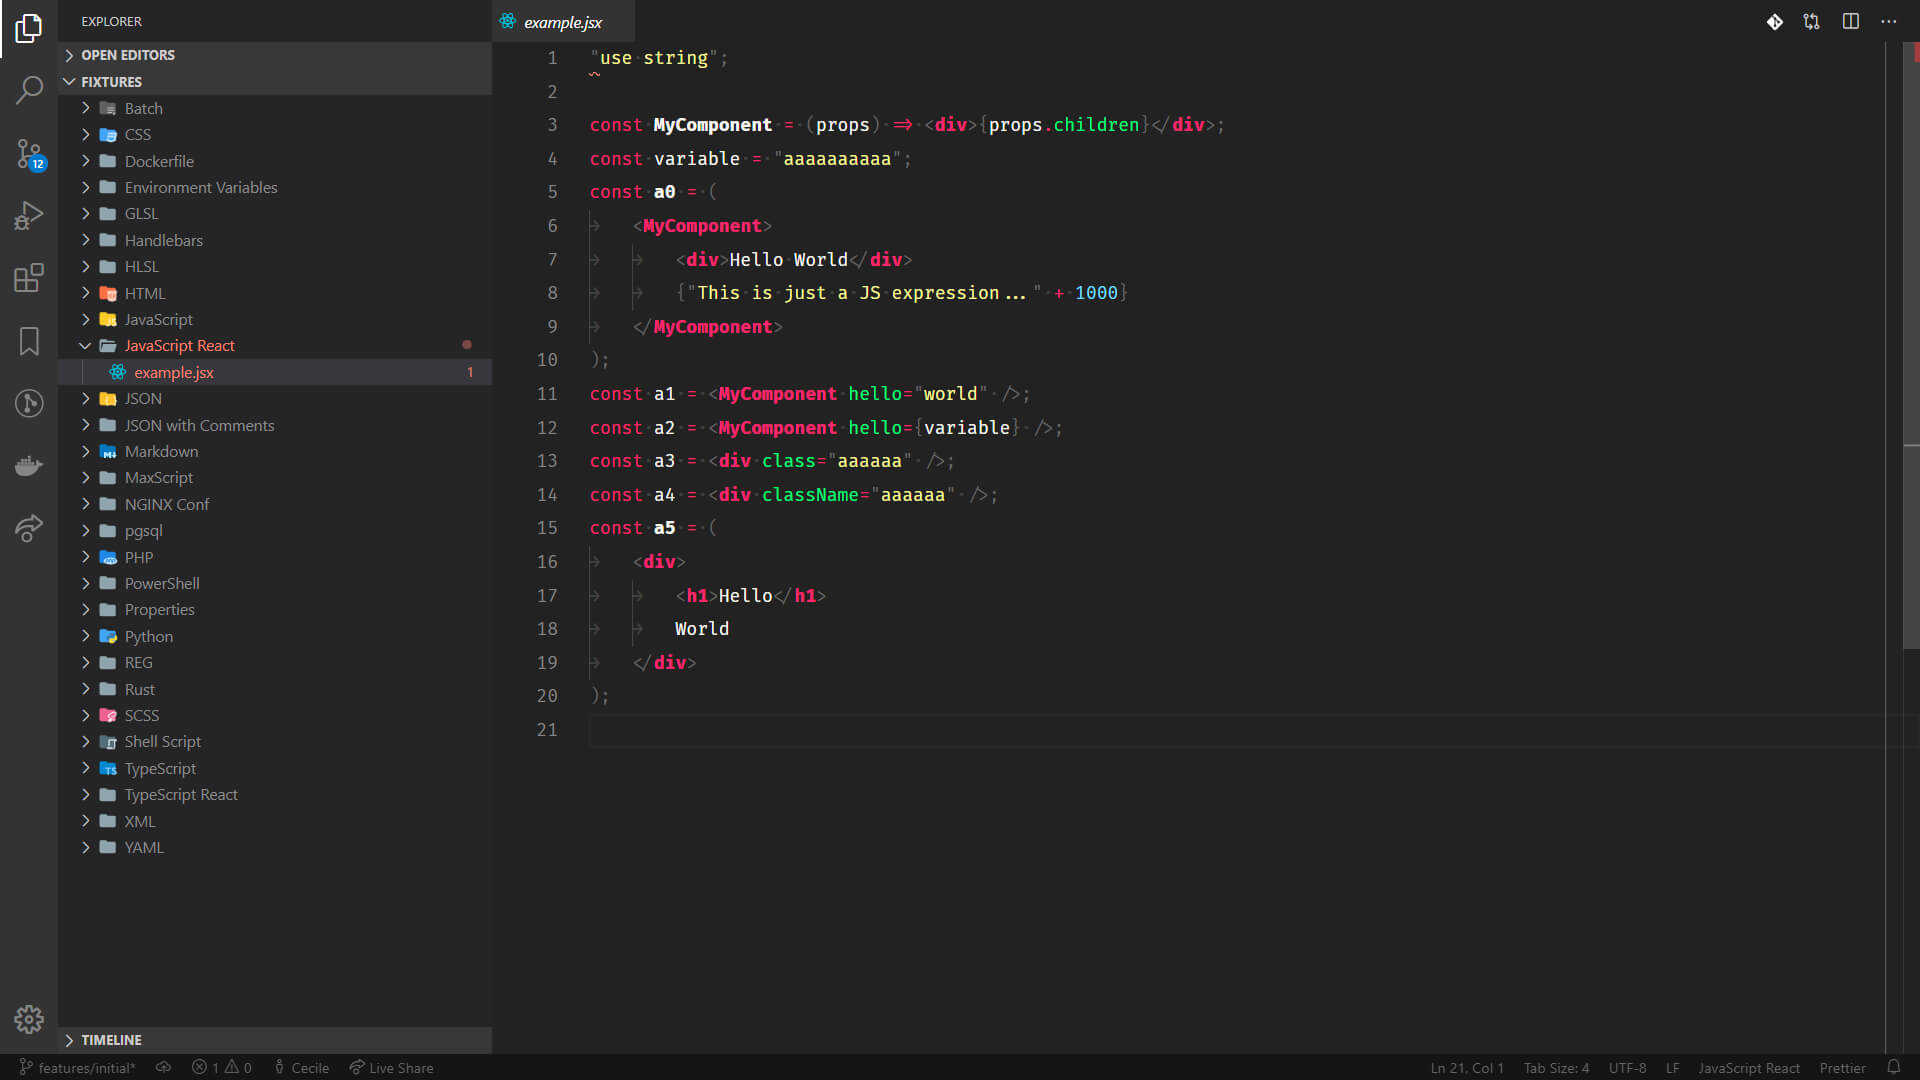 EXPLORER
OPEN EDITORS
FIXTURES
Batch
CSS
Dockerfile
Environment Variables
GLSL
Handlebars
HLSL
HTML
JavaScript
JavaScript React
example.jsx 1
JSON
JSON with Comments
Markdown
MaxScript
NGINX Conf
pgsql
PHP
PowerShell
Properties
Python
REG
Rust
SCSS
Shell Script
TypeScript
TypeScript React
XML
YAML
TIMELINE
12
example.jsx
1 "use string";
2
3 const MyComponent = (props) => <div>{props.children}</div>;
4 const variable = "aaaaaaaaaa";
5 const a0 = (
6 <MyComponent>
7 <div>Hello World</div>
8 {"This is just a JS expression..." + 1000}
9 </MyComponent>
10 );
11 const a1 = <MyComponent hello="world" />;
12 const a2 = <MyComponent hello={variable} />;
13 const a3 = <div class="aaaaaa" />;
14 const a4 = <div className="aaaaaa" />;
15 const a5 = (
16 <div>
17 <h1>Hello</h1>
18 World
19 </div>
20 );
21
features/initial* 1 0 Cecile Live Share Ln 21, Col 1 Tab Size: 4 UTF-8 LF JavaScript React Prettier